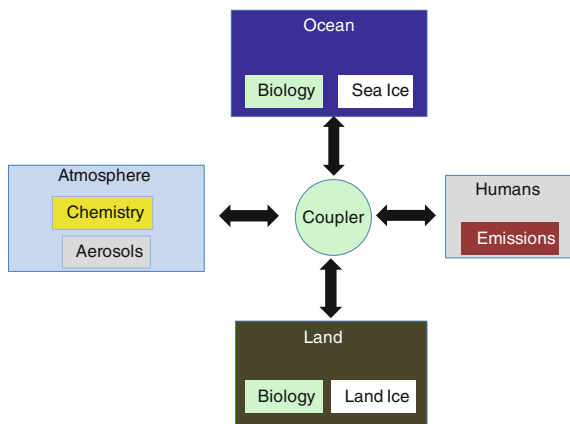 Ocean
Biology
Sea Ice
Atmosphere
Chemistry
Aerosols
Coupler
Humans
Emissions
Land
Biology
Land Ice